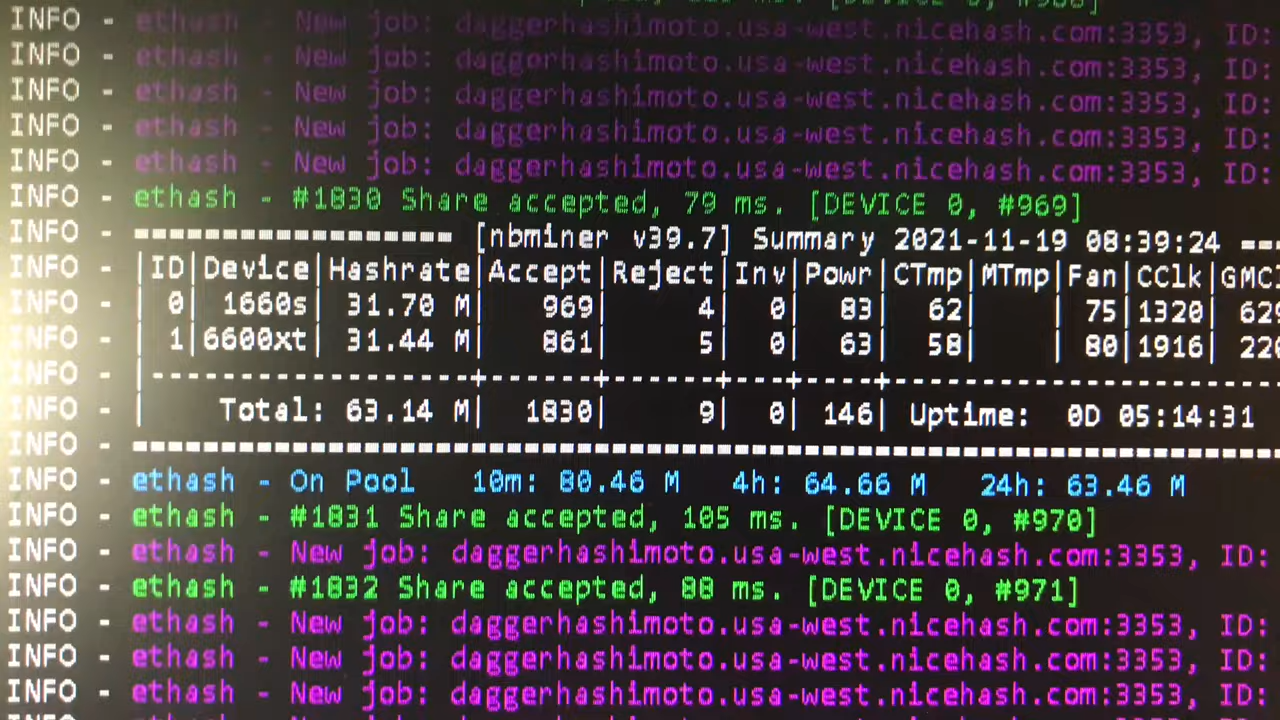 INFO - ethash - New job: daggerhashimoto.usa-west.nicehash.com:3353, ID:
INFO - ethash - New job: daggerhashimoto.usa-west.nicehash.com:3353, ID:
INFO - ethash - New job: daggerhashimoto.usa-west.nicehash.com:3353, ID:
INFO - ethash - New job: daggerhashimoto.usa-west.nicehash.com:3353, ID:
INFO - ethash - New job: daggerhashimoto.usa-west.nicehash.com:3353, ID:
INFO - ethash - #1830 Share accepted, 79 ms. [DEVICE 0, #969]
INFO - ================== [nbminer v39.7] Summary 2021-11-19 08:39:24 ===
INFO - |ID|Device|Hashrate|Accept|Reject|Inv|Powr|CTmp|MTmp|Fan|CClk|GMCl
INFO - | 0| 1660s| 31.70 M| 969| 4| 0| 83| 62| | 75|1320| 629
INFO - | 1|6600xt| 31.44 M| 861| 5| 0| 63| 58| | 80|1916| 220
INFO - |------------------+------+------+---+----+-----------------------
INFO - | Total: 63.14 M| 1830| 9| 0| 146| Uptime: 0D 05:14:31
INFO - =================================================================
INFO - ethash - On Pool 10m: 80.46 M 4h: 64.66 M 24h: 63.46 M
INFO - ethash - #1831 Share accepted, 105 ms. [DEVICE 0, #970]
INFO - ethash - New job: daggerhashimoto.usa-west.nicehash.com:3353, ID:
INFO - ethash - #1832 Share accepted, 88 ms. [DEVICE 0, #971]
INFO - ethash - New job: daggerhashimoto.usa-west.nicehash.com:3353, ID:
INFO - ethash - New job: daggerhashimoto.usa-west.nicehash.com:3353, ID:
INFO - ethash - New job: daggerhashimoto.usa-west.nicehash.com:3353, ID: